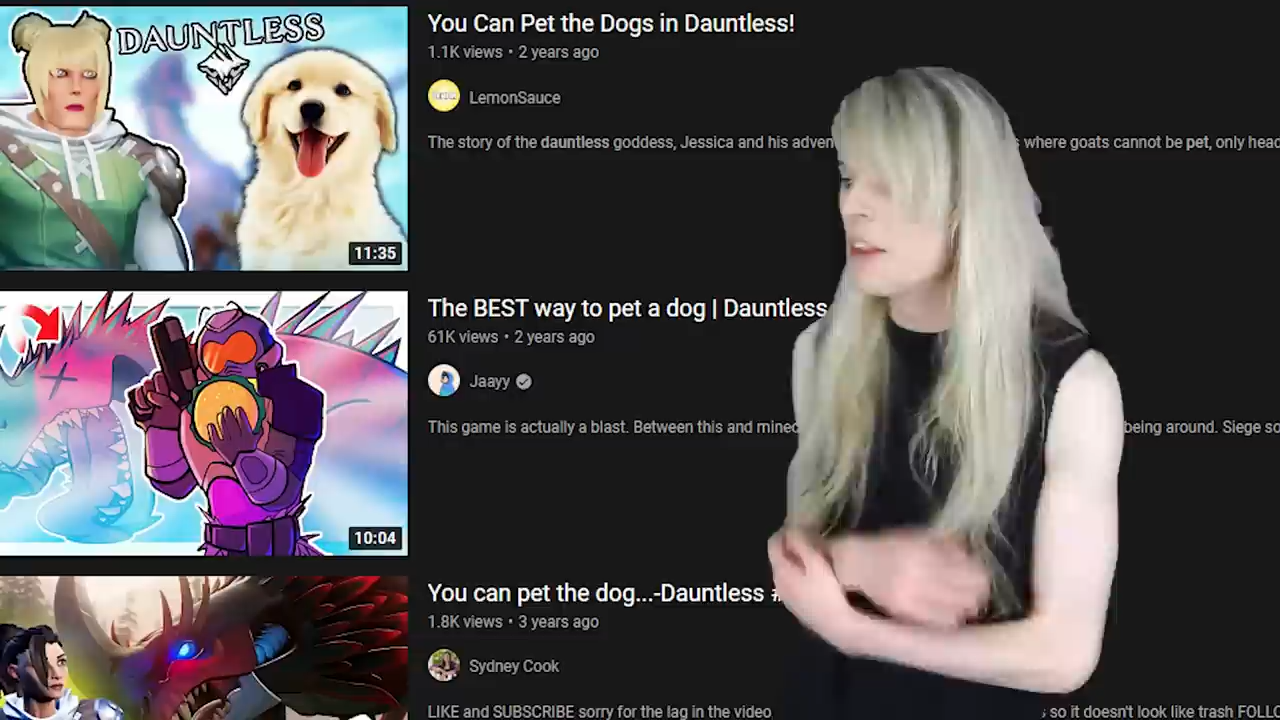 DAUNTLESS
11:35
You Can Pet the Dogs in Dauntless!
1.1K views • 2 years ago
LemonSauce
The story of the dauntless goddess, Jessica and his adven
where goats cannot be pet, only head
10:04
The BEST way to pet a dog | Dauntless
61K views • 2 years ago
Jaayy
This game is actually a blast. Between this and minec
being around. Siege so
You can pet the dog...-Dauntless #
1.8K views • 3 years ago
Sydney Cook
LIKE and SUBSCRIBE sorry for the lag in the video
so it doesn't look like trash FOLLO